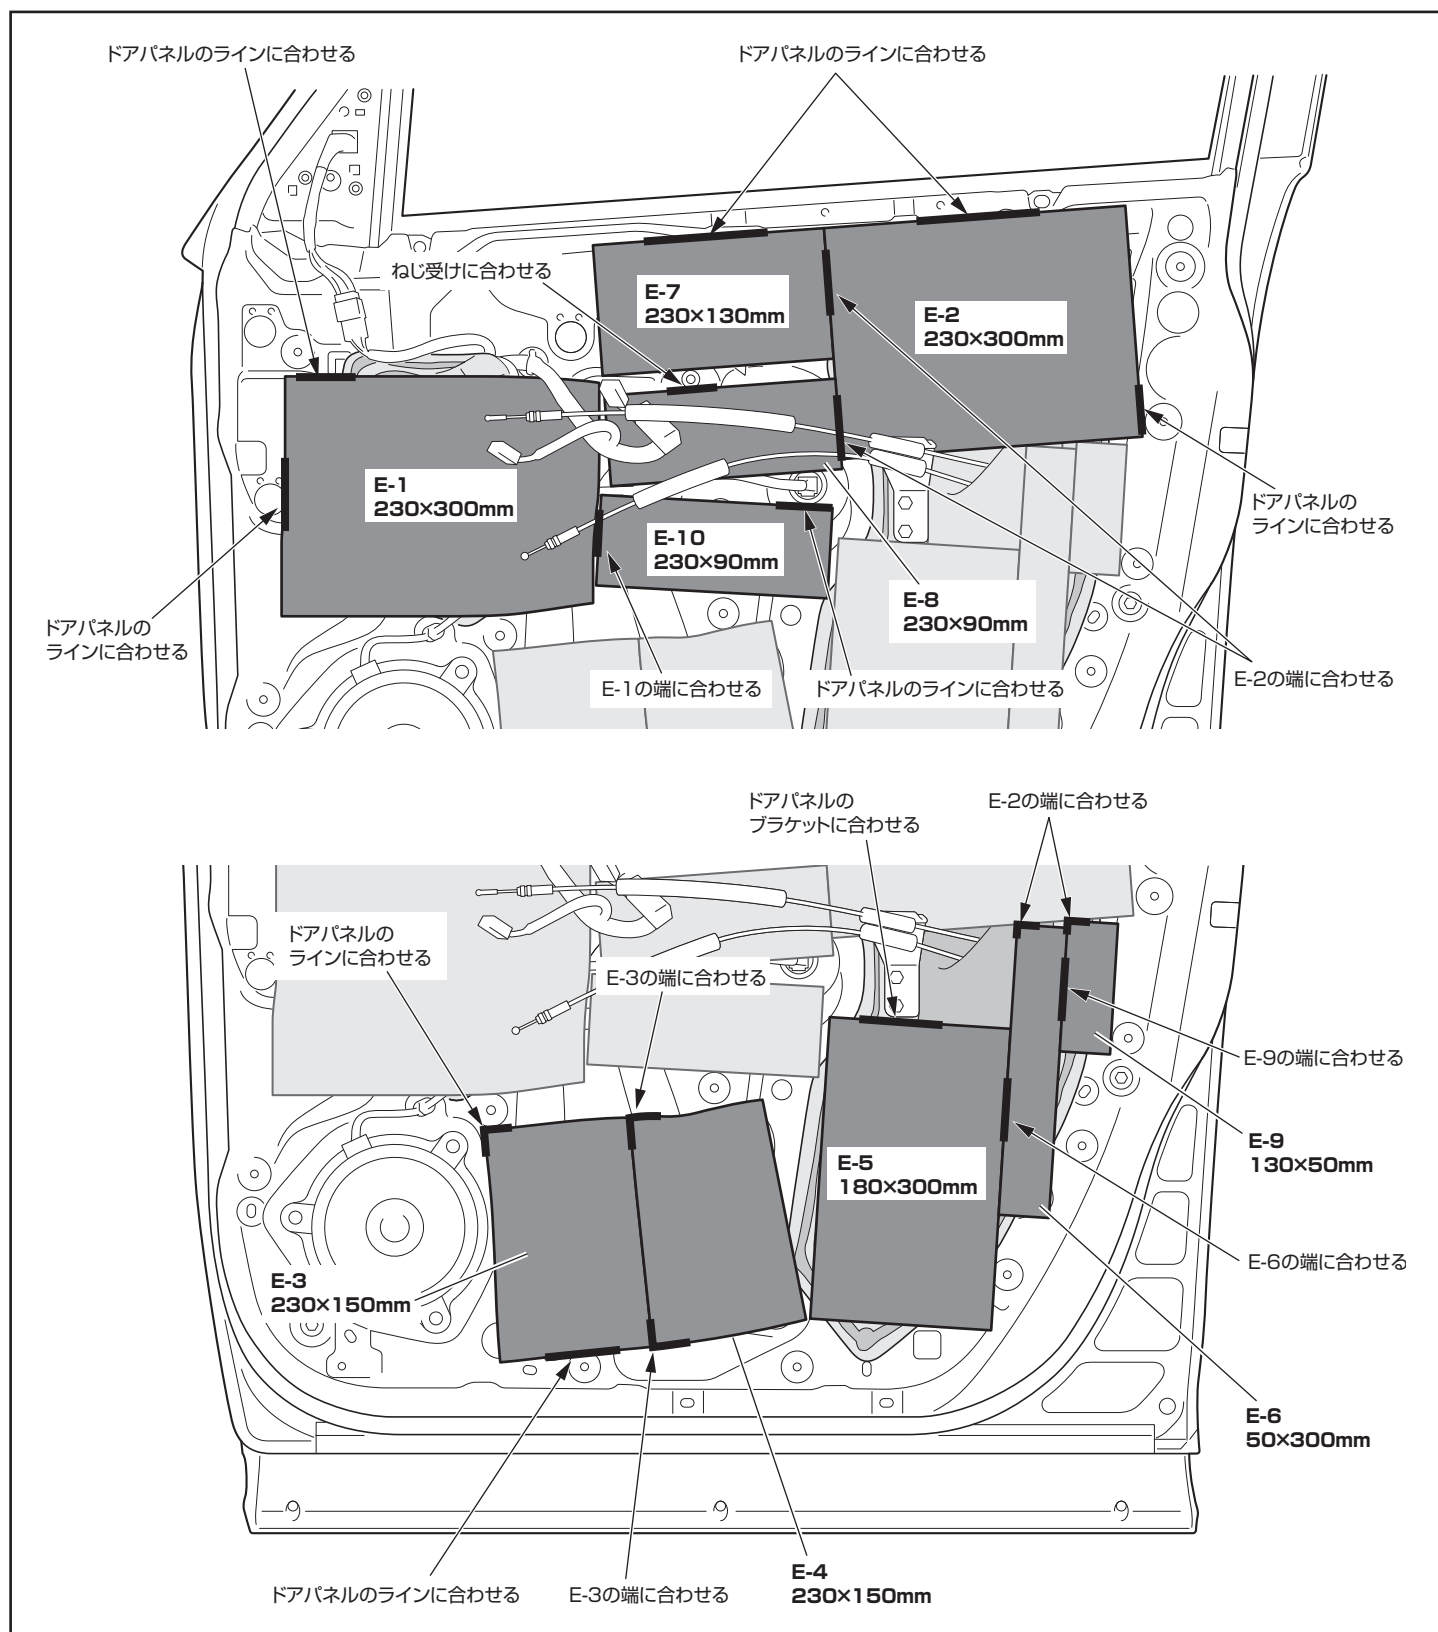 ドアパネルのラインに合わせる
ドアパネルのラインに合わせる
ねじ受けに合わせる
E-7
230×130mm
E-2
230×300mm
E-1
230×300mm
ドアパネルの
ラインに合わせる
E-10
230×90mm
E-8
230×90mm
ドアパネルの
ラインに合わせる
E-1の端に合わせる
ドアパネルのラインに合わせる
E-2の端に合わせる
ドアパネルの
ブラケットに合わせる
E-2の端に合わせる
ドアパネルの
ラインに合わせる
E-3の端に合わせる
E-9の端に合わせる
E-9
130×50mm
E-5
180×300mm
E-6の端に合わせる
E-3
230×150mm
E-6
50×300mm
ドアパネルのラインに合わせる
E-3の端に合わせる
E-4
230×150mm